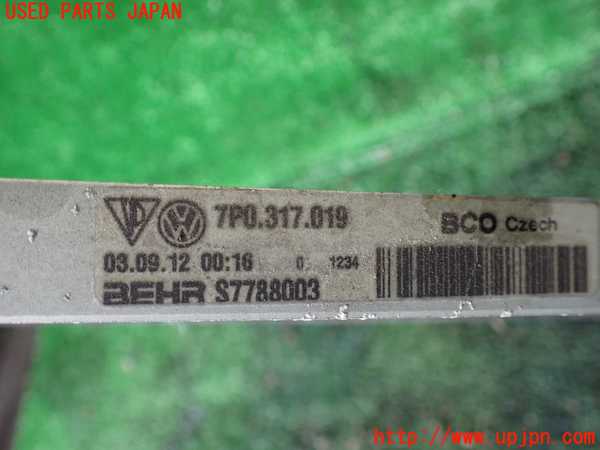 USED PARTS JAPAN
7P0.317.019
BCO Czech
03.09.12 00:16 0 1234
BEHR S7788003
http://www.upjpn.com/